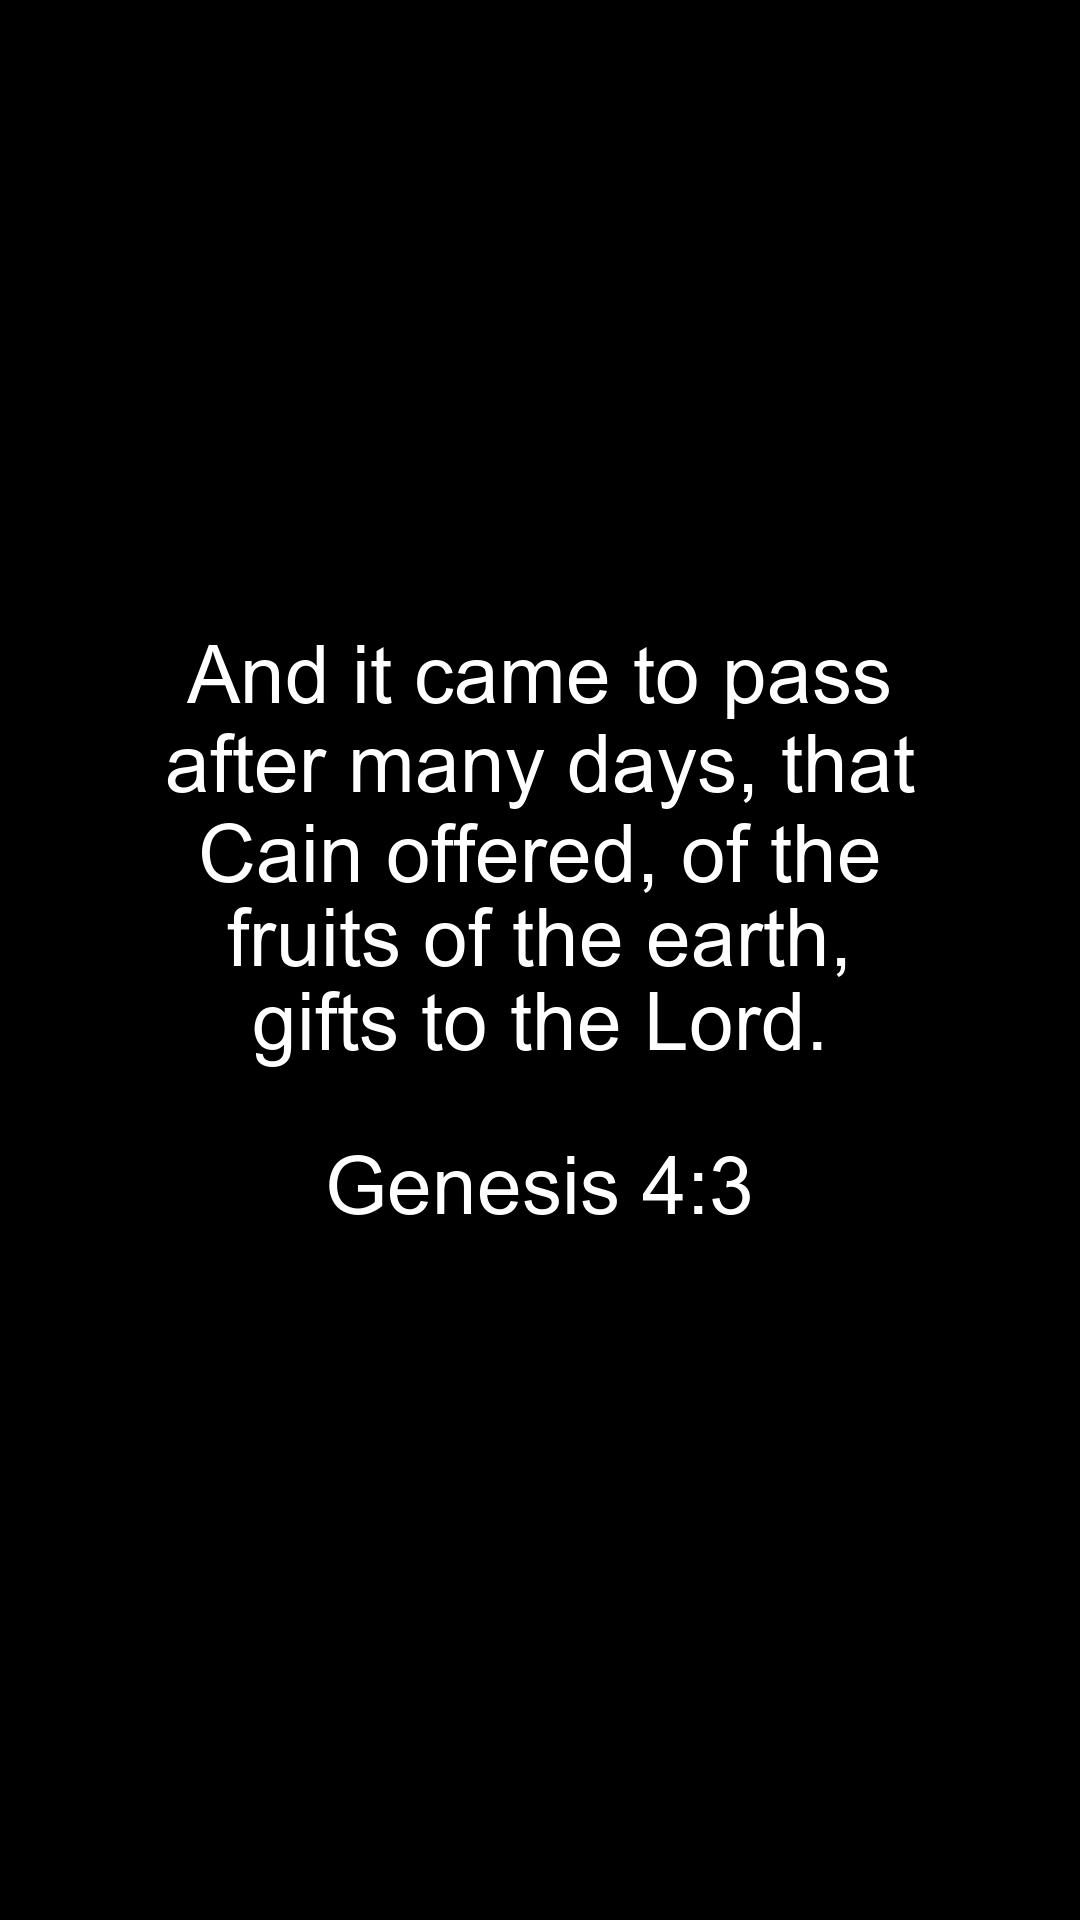 And it came to pass
after many days, that
Cain offered, of the
fruits of the earth,
gifts to the Lord.
Genesis 4:3